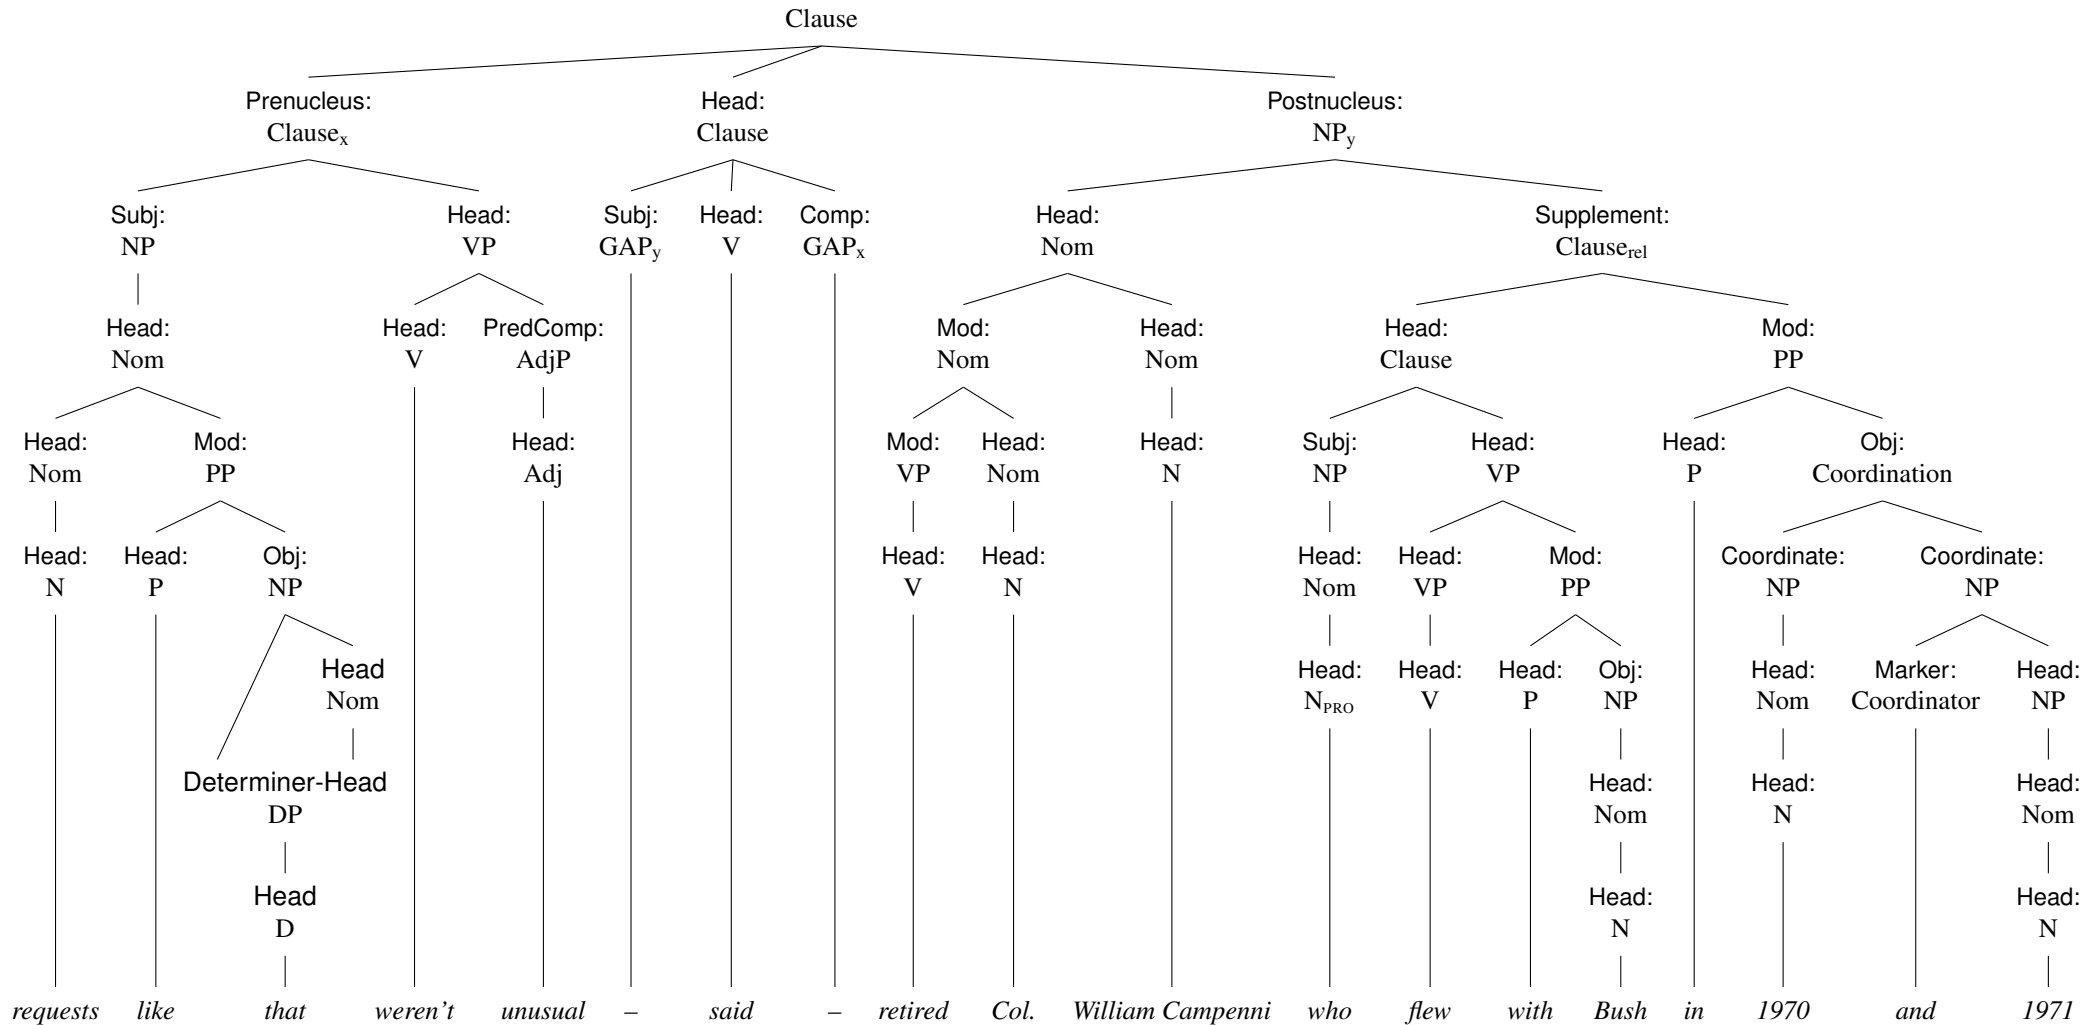 Clause
Prenucleus: Head: Postnucleus:
Clauseₓ Clause NPy
Subj: Head: Subj: Head: Comp: Head: Supplement:
NP VP GAPy V GAPₓ Nom Clauserel
Head: Head: PredComp: Mod: Head: Head: Mod:
Nom V AdjP Nom Nom Clause PP
Head: Mod: Head: Mod: Head: Head: Subj: Head: Head: Obj:
Nom PP Adj VP Nom N NP VP P Coordination
Head: Head: Obj: Head: Head: Head: Head: Mod: Coordinate: Coordinate:
N P NP V N Nom VP PP NP NP
Head Head: Head: Head: Obj: Head: Marker: Head:
Nom NPRO V P NP Nom Coordinator NP
Determiner-Head Head: Head: Head:
DP Nom N Nom
Head Head: Head:
D N N
requests like that weren't unusual – said – retired Col. William Campenni who flew with Bush in 1970 and 1971